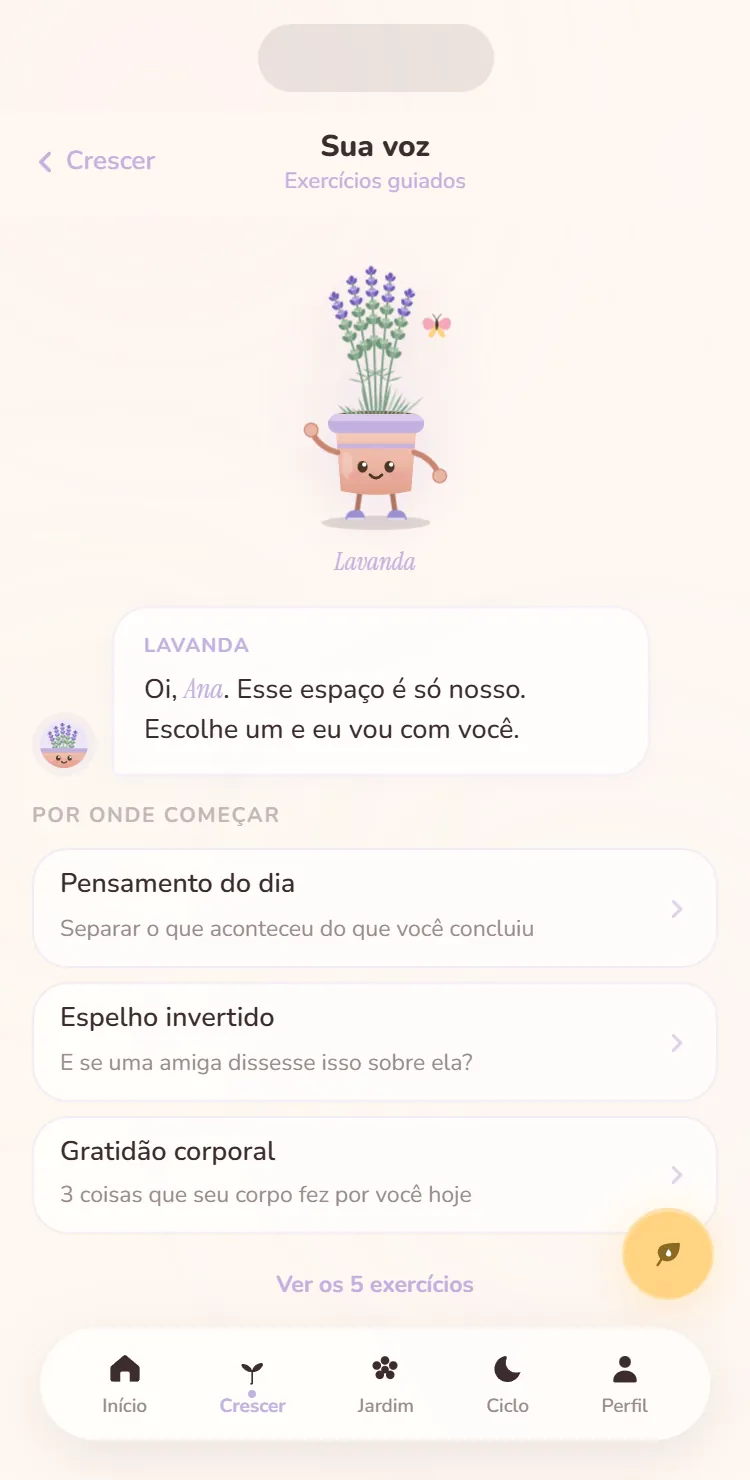 Crescer
Sua voz
Exercícios guiados
Lavanda
LAVANDA
Oi, Ana. Esse espaço é só nosso.
Escolhe um e eu vou com você.
POR ONDE COMEÇAR
Pensamento do dia
Separar o que aconteceu do que você concluiu
Espelho invertido
E se uma amiga dissesse isso sobre ela?
Gratidão corporal
3 coisas que seu corpo fez por você hoje
Ver os 5 exercícios
Início
Crescer
Jardim
Ciclo
Perfil